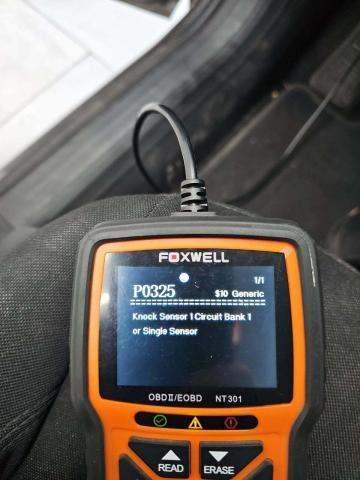 FOXWELL
1/1
P0325 $10 Generic
Knock Sensor 1 Circuit Bank 1
or Single Sensor
OBDII/EOBD NT301
READ ERASE